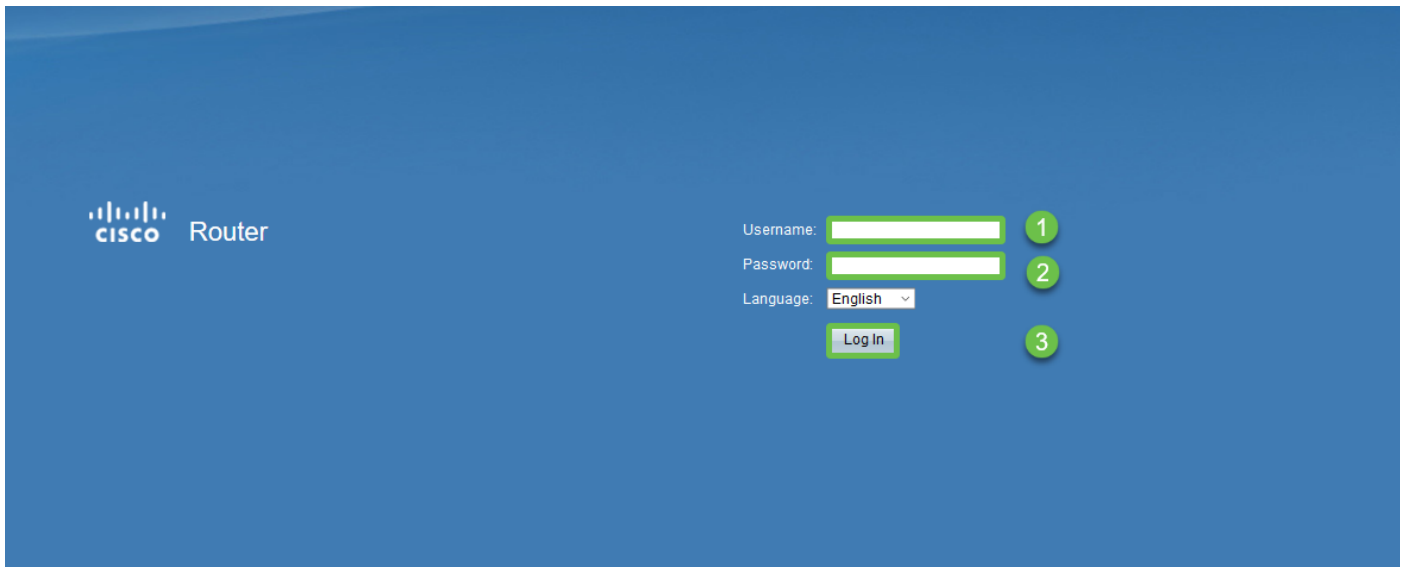 cisco Router
Username: 1
Password: 2
Language: English
Log In 3